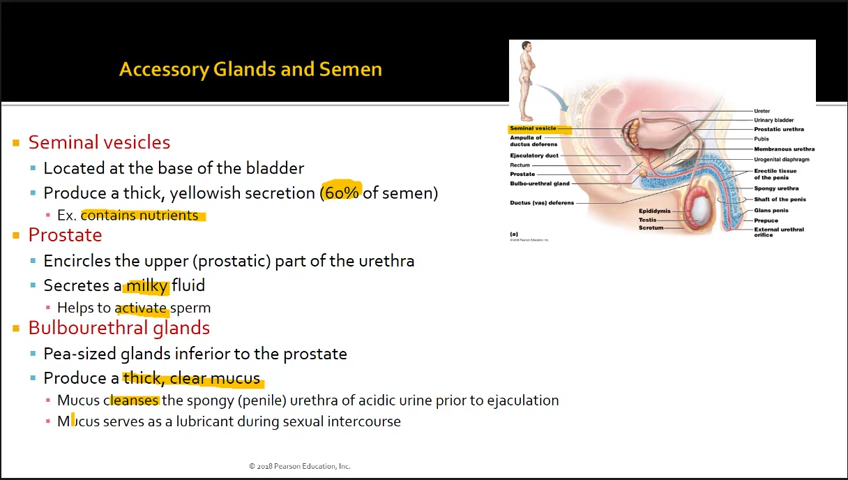 Accessory Glands and Semen
Seminal vesicles
Located at the base of the bladder
Produce a thick, yellowish secretion (60% of semen)
Ex. contains nutrients
Prostate
Encircles the upper (prostatic) part of the urethra
Secretes a milky fluid
Helps to activate sperm
Bulbourethral glands
Pea-sized glands inferior to the prostate
Produce a thick, clear mucus
Mucus cleanses the spongy (penile) urethra of acidic urine prior to ejaculation
Mucus serves as a lubricant during sexual intercourse
Seminal vesicle
Ampulla of
ductus deferens
Ejaculatory duct
Rectum
Prostate
Bulbo-urethral gland
Ductus (vas) deferens
Epididymis
Testis
Scrotum
Ureter
Urinary bladder
Prostatic urethra
Pubis
Membranous urethra
Urogenital diaphragm
Erectile tissue
of the penis
Spongy urethra
Shaft of the penis
Glans penis
Prepuce
External urethral
orifice
(a)
© 2018 Pearson Education, Inc.
© 2018 Pearson Education, Inc.